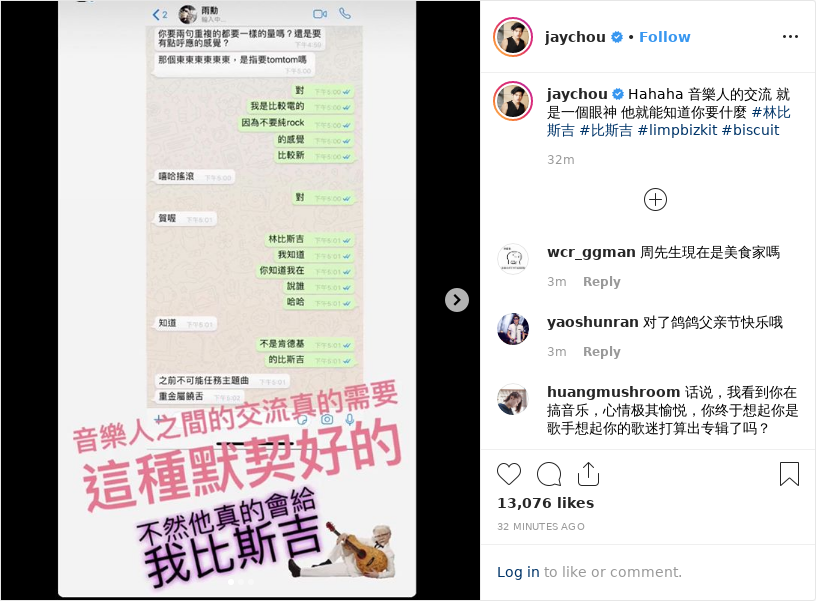 2
雨勳
輸入中...
你要兩句重複的都要一樣的量嗎？還是要
有點呼應的感覺？
下午4:50
那個東東東東東東，是指要tomtom嗎
下午5:00
對 下午5:00
我是比較電的 下午5:00
因為不要純rock 下午5:00
的感覺 下午5:00
比較新 下午5:00
嘻哈搖滾 下午5:00
對 下午5:00
賀喔 下午5:01
林比斯吉 下午5:01
我知道 下午5:01
你知道我在 下午5:01
說誰 下午5:01
哈哈 下午5:01
知道 下午5:01
不是肯德基 下午5:01
的比斯吉 下午5:01
之前不可能任務主題曲 下午5:01
重金屬饒舌 下午5:02
音樂人之間的交流真的需要
這種默契好的
不然他真的會給
我比斯吉
jaychou • Follow
jaychou Hahaha 音樂人的交流 就
是一個眼神 他就能知道你要什麼 #林比
斯吉 #比斯吉 #limpbizkit #biscuit
32m
wcr_ggman 周先生現在是美食家嗎
3m Reply
yaoshunran 对了鸽鸽父亲节快乐哦
3m Reply
huangmushroom 话说，我看到你在
搞音乐，心情极其愉悦，你终于想起你是
歌手想起你的歌迷打算出专辑了吗？
13,076 likes
32 MINUTES AGO
Log in to like or comment.